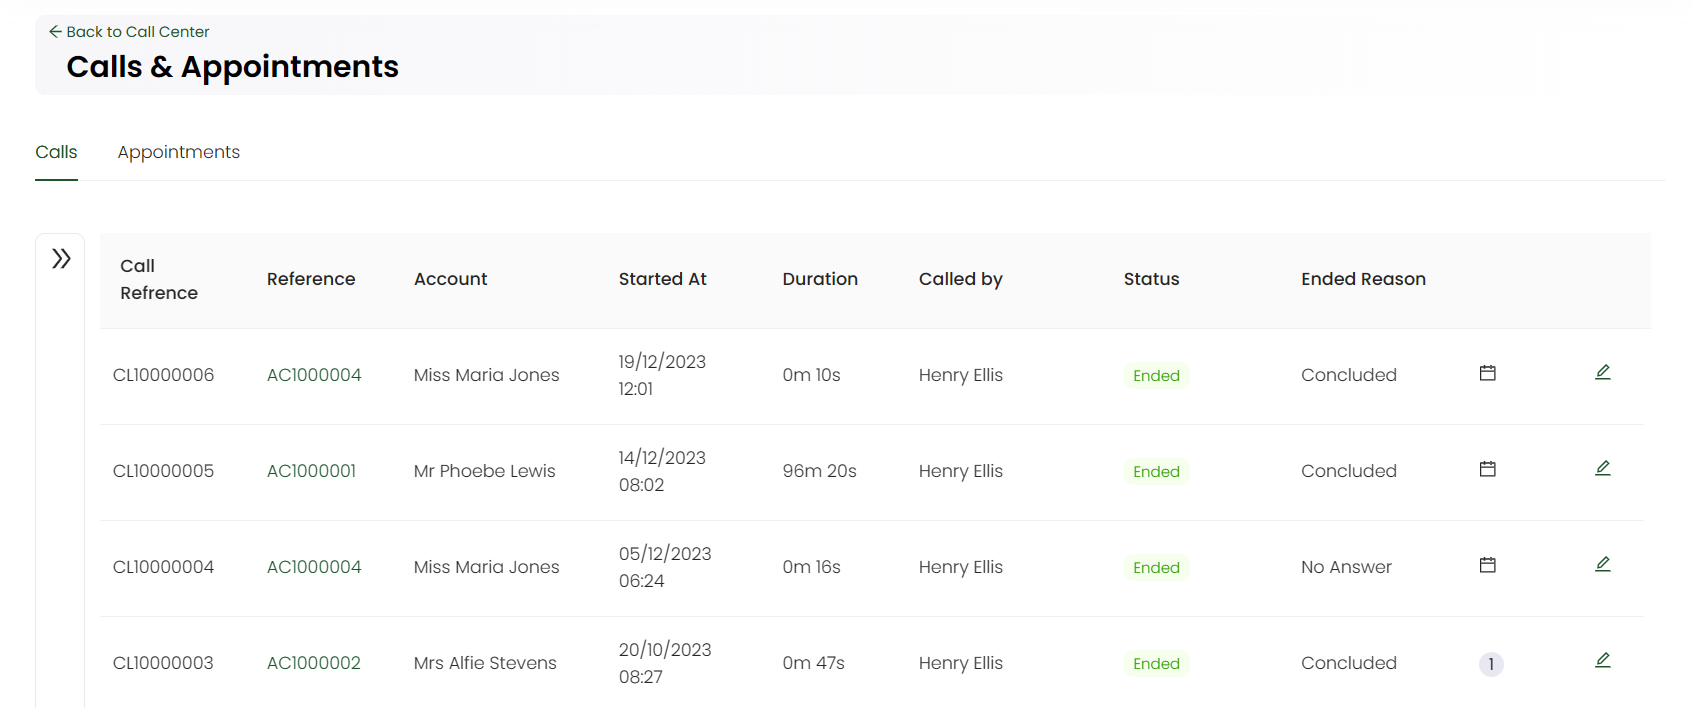 Back to Call Center
Calls & Appointments
Calls Appointments
Call Refrence Reference Account Started At Duration Called by Status Ended Reason
CL10000006 AC1000004 Miss Maria Jones 19/12/2023 12:01 0m 10s Henry Ellis Ended Concluded
CL10000005 AC1000001 Mr Phoebe Lewis 14/12/2023 08:02 96m 20s Henry Ellis Ended Concluded
CL10000004 AC1000004 Miss Maria Jones 05/12/2023 06:24 0m 16s Henry Ellis Ended No Answer
CL10000003 AC1000002 Mrs Alfie Stevens 20/10/2023 08:27 0m 47s Henry Ellis Ended Concluded 1